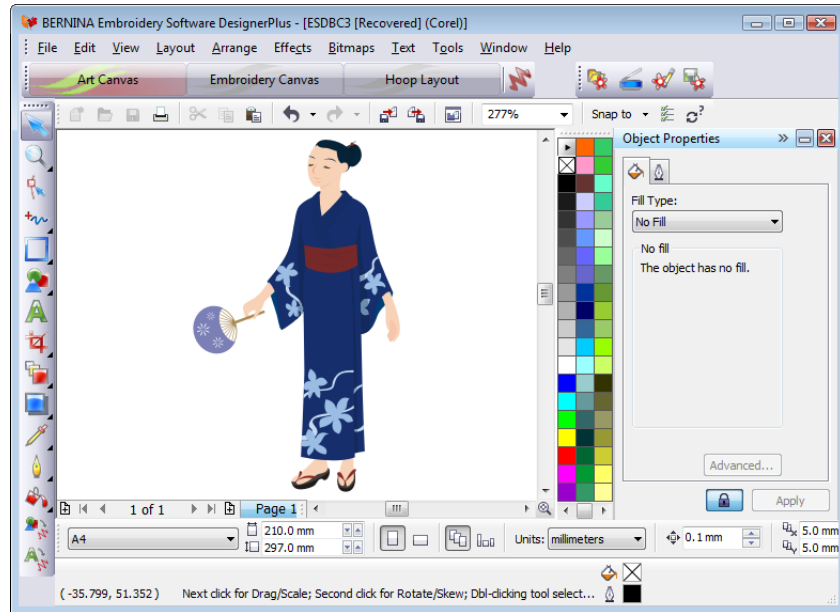 BERNINA Embroidery Software DesignerPlus - [ESDBC3 [Recovered] (Corel)]
File Edit View Layout Arrange Effects Bitmaps Text Tools Window Help
Art Canvas Embroidery Canvas Hoop Layout
277% Snap to
Object Properties
Fill Type:
No Fill
No fill
The object has no fill.
Advanced...
Apply
1 of 1 Page 1
A4 210.0 mm 297.0 mm Units: millimeters 0.1 mm 5.0 mm 5.0 mm
( -35.799, 51.352 ) Next click for Drag/Scale; Second click for Rotate/Skew; Dbl-clicking tool select...